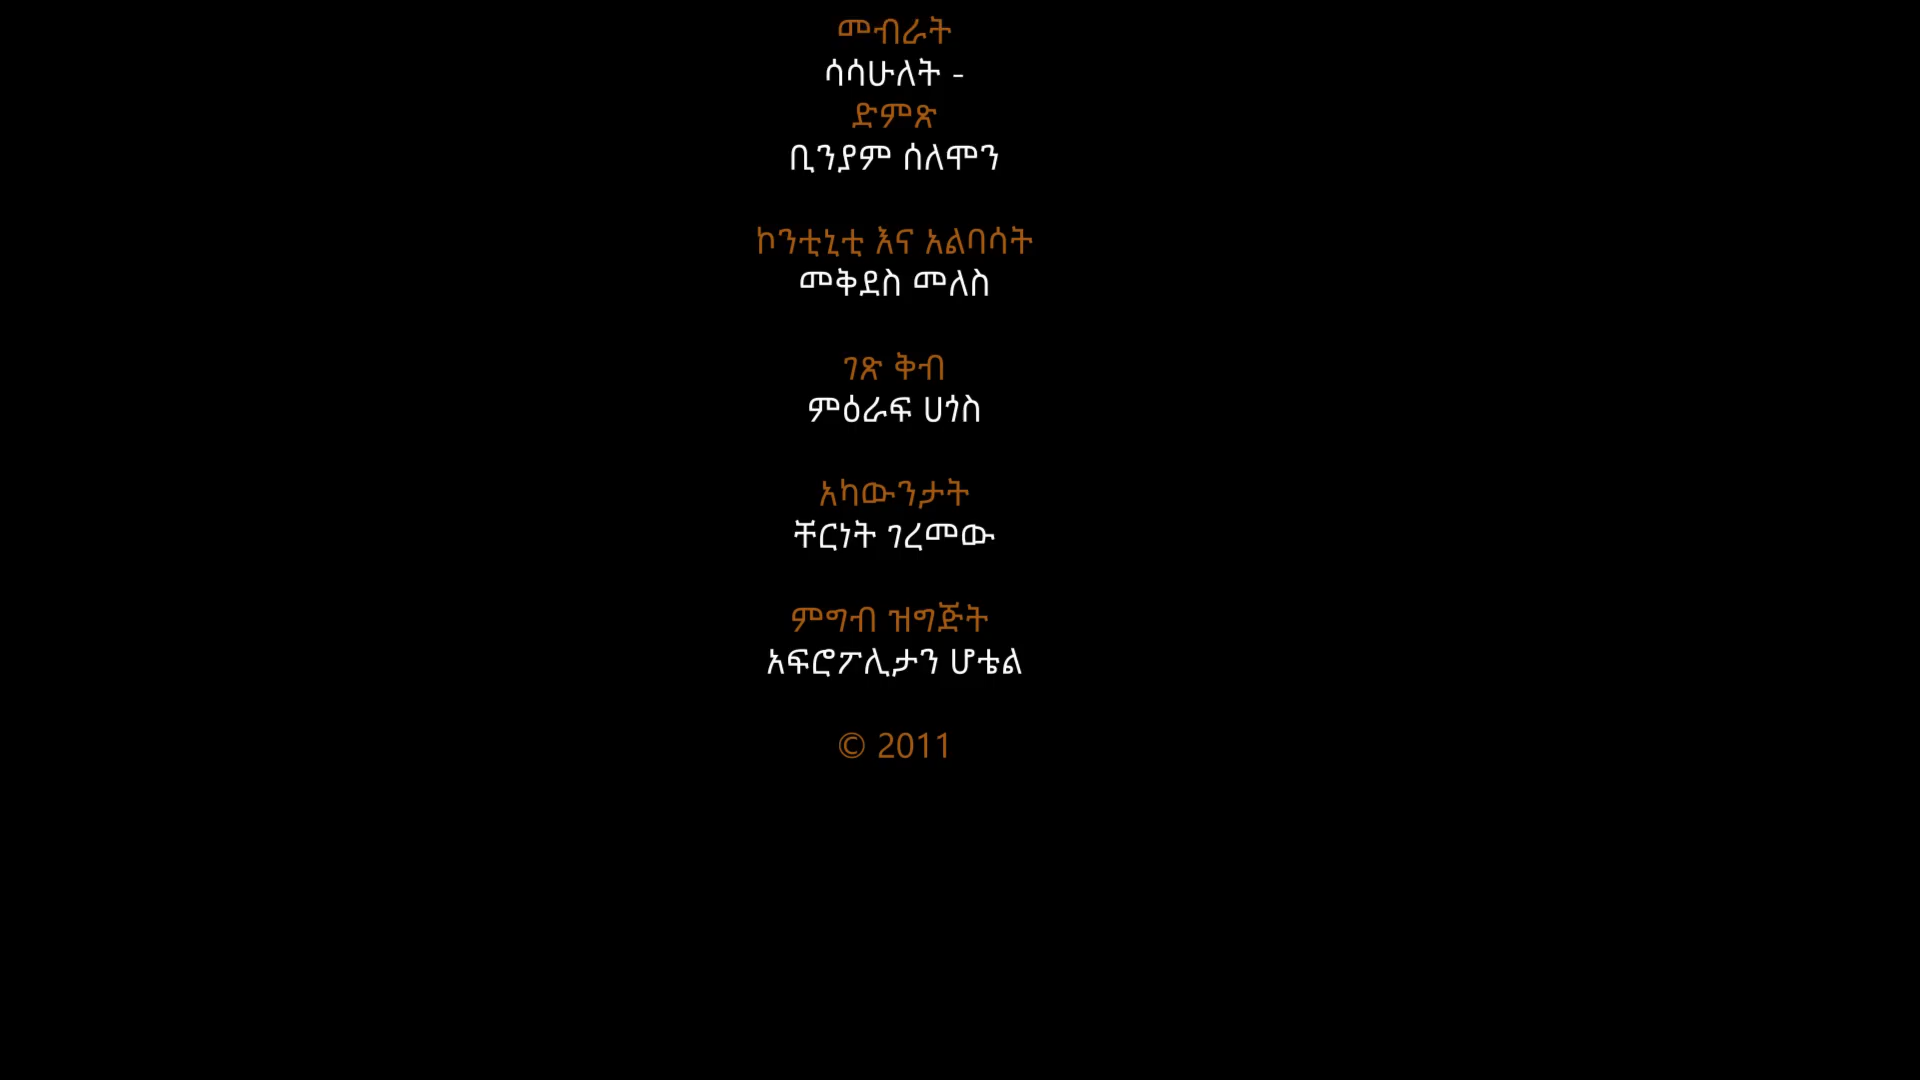 መብራት
ሳሳሁለት -
ድምጽ
ቢንያም ሰለሞን
ኮንቲኒቲ እና አልባሳት
መቅደስ መለስ
ገጽ ቅብ
ምዕራፍ ሀጎስ
አካውንታት
ቸርነት ገረመው
ምግብ ዝግጅት
አፍሮፖሊታን ሆቴል
© 2011